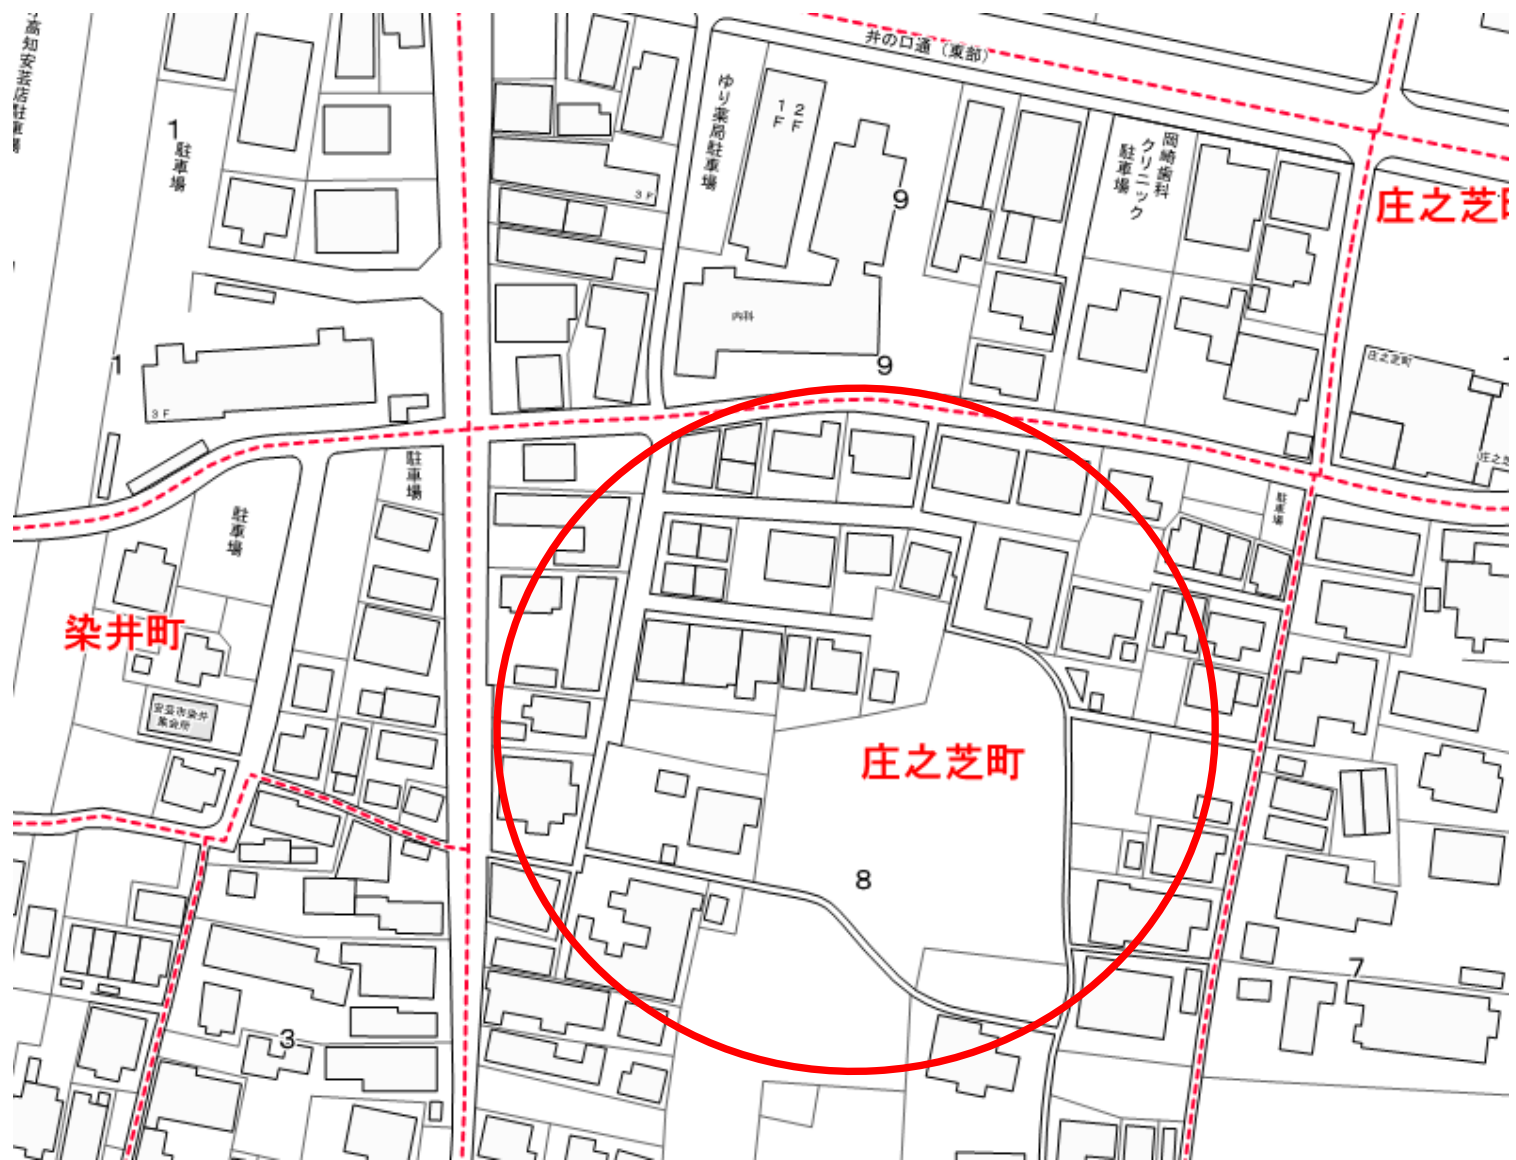 高知安芸店駐車場
井の口通（東部）
1
駐車場
ゆり薬局駐車場
1F
2F
9
岡崎歯科
クリニック
駐車場
庄之芝
3F
内科
1
9
庄之芝町
3F
駐車場
庄之芝
駐車場
駐車場
染井町
安芸市染井
集会所
庄之芝町
8
7
3